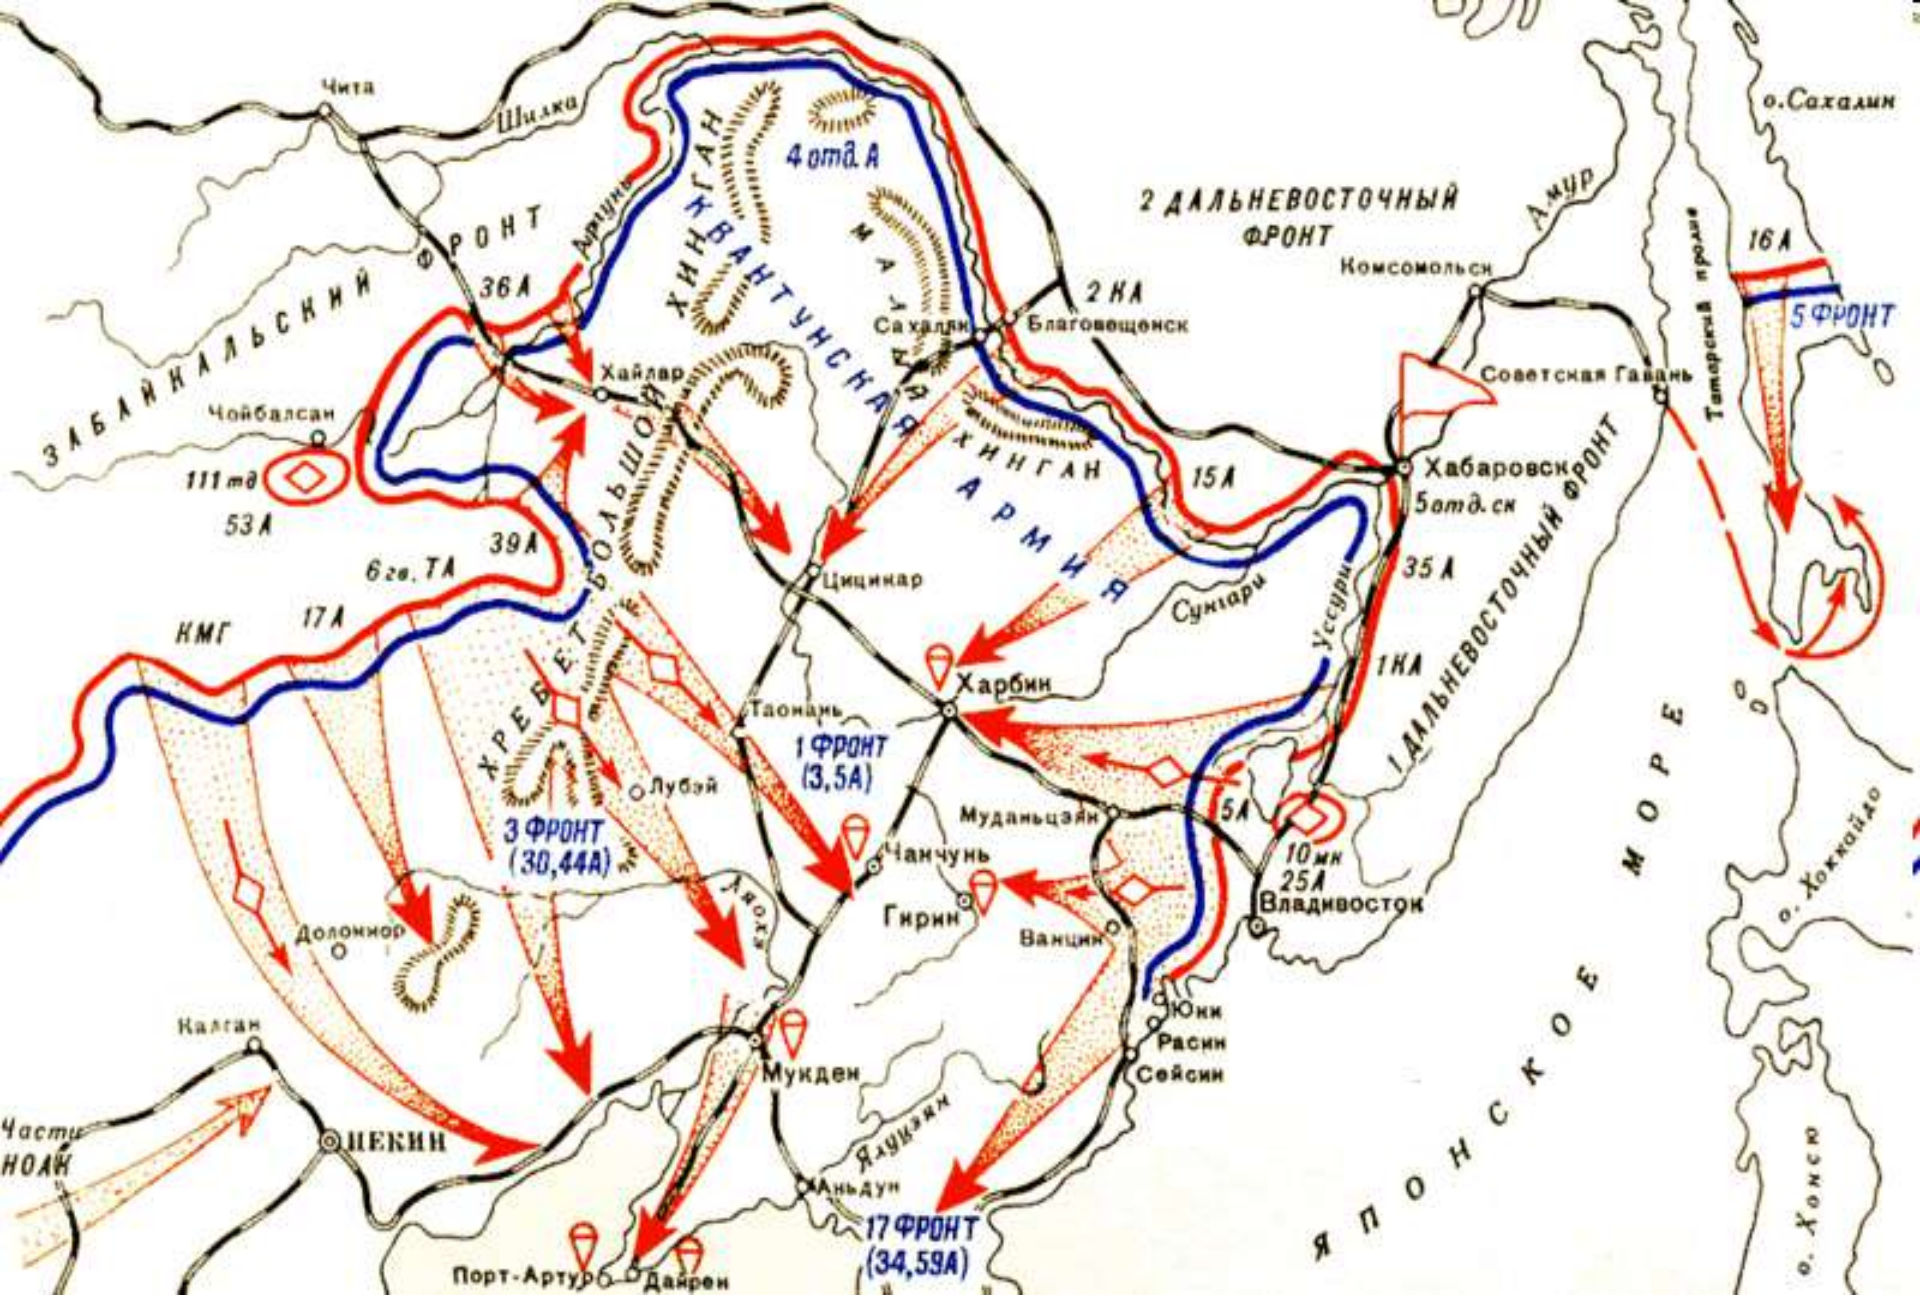 Чита
Шилка
о.Сахалин
ХИНГАН
4 отд. А
Аргунь
Амур
2 ДАЛЬНЕВОСТОЧНЫЙ
ФРОНТ
ЗАБАЙКАЛЬСКИЙ ФРОНТ
КВАНТУНСКАЯ АРМИЯ
МАЛЫЙ
16 А
Комсомольск
36 А
2 КА
Сахалян
Благовещенск
5 ФРОНТ
Татарский пролив
Хайлар
Советская Гавань
Чойбалсан
ХИНГАН
БОЛЬШОЙ
Хабаровск
111 тд
15 А
5 отд. ск
53 А
39 А
6 гв. ТА
35 А
Цицикар
Сунгари
Уссури
17 А
КМГ
1 КА
1 ДАЛЬНЕВОСТОЧНЫЙ ФРОНТ
ХРЕБЕТ
Харбин
Таонань
1 ФРОНТ
(3,5А)
Лубэй
Муданьцзян
5 А
3 ФРОНТ
(30,44А)
Чанчунь
10 мк
25 А
Ляохэ
Гирин
Владивосток
Ванцин
Долоннор
о. Хоккайдо
Юки
Расин
Сейсин
Калган
Мукден
ЯПОНСКОЕ МОРЕ
Части
НОАК
ПЕКИН
Ялуцзян
Аньдун
о. Хонсю
17 ФРОНТ
(34,59А)
Порт-Артур
Дайрен